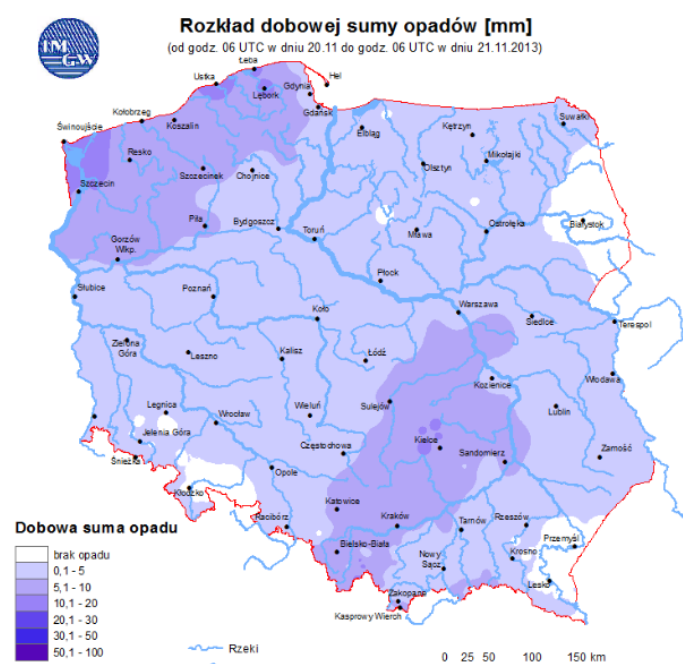 Rozkład dobowej sumy opadów [mm]
(od godz. 06 UTC w dniu 20.11 do godz. 06 UTC w dniu 21.11.2013)
IM
GW
Łeba
Ustka
Hel
Lębork
Gdynia
Gdańsk
Kołobrzeg
Koszalin
Świnoujście
Elbląg
Kętrzyn
Suwałki
Resko
Szczecinek
Chojnice
Olsztyn
Mikołajki
Szczecin
Piła
Bydgoszcz
Toruń
Mława
Ostrołęka
Białystok
Gorzów
Wlkp.
Płock
Słubice
Poznań
Koło
Warszawa
Siedlce
Terespol
Zielona
Góra
Leszno
Kalisz
Łódź
Kozienice
Włodawa
Legnica
Wrocław
Wieluń
Sulejów
Lublin
Jelenia Góra
Kielce
Śnieżka
Częstochowa
Sandomierz
Zamość
Opole
Kłodzko
Katowice
Racibórz
Kraków
Tarnów
Rzeszów
Przemyśl
Bielsko-Biała
Nowy
Sącz
Krosno
Lesko
Zakopane
Kasprowy Wierch
Dobowa suma opadu
brak opadu
0,1 - 5
5,1 - 10
10,1 - 20
20,1 - 30
30,1 - 50
50,1 - 100
Rzeki
0 25 50 100 150 km